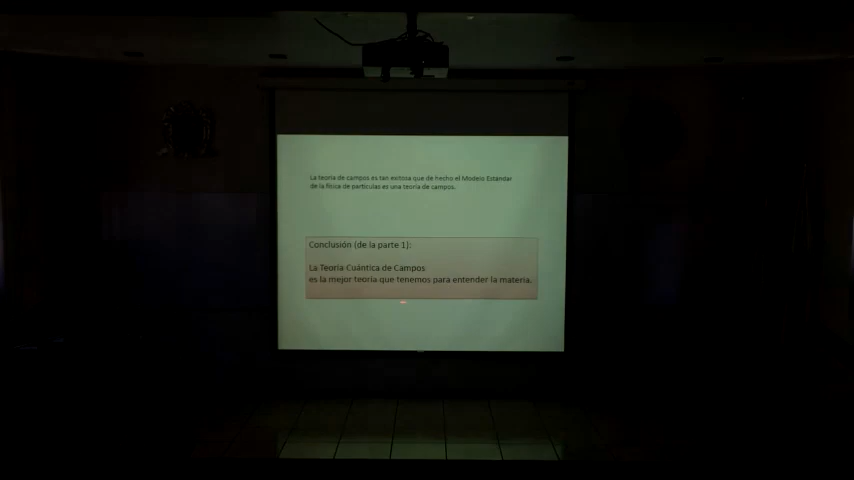 La teoría de campos es tan exitosa que de hecho el Modelo Estándar
de la física de partículas es una teoría de campos.
Conclusión (de la parte 1):
La Teoría Cuántica de Campos
es la mejor teoría que tenemos para entender la materia.